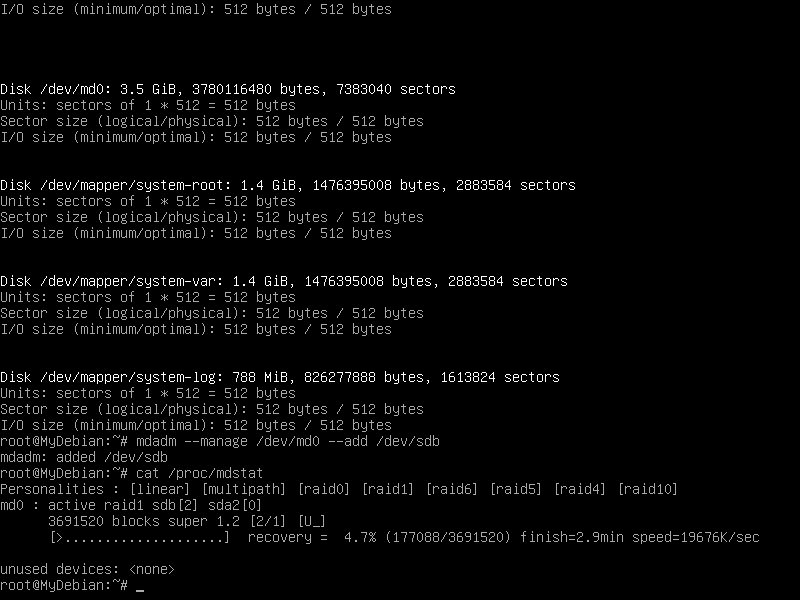 I/O size (minimum/optimal): 512 bytes / 512 bytes
Disk /dev/md0: 3.5 GiB, 3780116480 bytes, 7383040 sectors
Units: sectors of 1 * 512 = 512 bytes
Sector size (logical/physical): 512 bytes / 512 bytes
I/O size (minimum/optimal): 512 bytes / 512 bytes
Disk /dev/mapper/system-root: 1.4 GiB, 1476395008 bytes, 2883584 sectors
Units: sectors of 1 * 512 = 512 bytes
Sector size (logical/physical): 512 bytes / 512 bytes
I/O size (minimum/optimal): 512 bytes / 512 bytes
Disk /dev/mapper/system-var: 1.4 GiB, 1476395008 bytes, 2883584 sectors
Units: sectors of 1 * 512 = 512 bytes
Sector size (logical/physical): 512 bytes / 512 bytes
I/O size (minimum/optimal): 512 bytes / 512 bytes
Disk /dev/mapper/system-log: 788 MiB, 826277888 bytes, 1613824 sectors
Units: sectors of 1 * 512 = 512 bytes
Sector size (logical/physical): 512 bytes / 512 bytes
I/O size (minimum/optimal): 512 bytes / 512 bytes
root@MyDebian:~# mdadm --manage /dev/md0 --add /dev/sdb
mdadm: added /dev/sdb
root@MyDebian:~# cat /proc/mdstat
Personalities : [linear] [multipath] [raid0] [raid1] [raid6] [raid5] [raid4] [raid10]
md0 : active raid1 sdb[2] sda2[0]
      3691520 blocks super 1.2 [2/1] [U_]
      [>....................]  recovery =  4.7% (177088/3691520) finish=2.9min speed=19676K/sec
unused devices: <none>
root@MyDebian:~# _